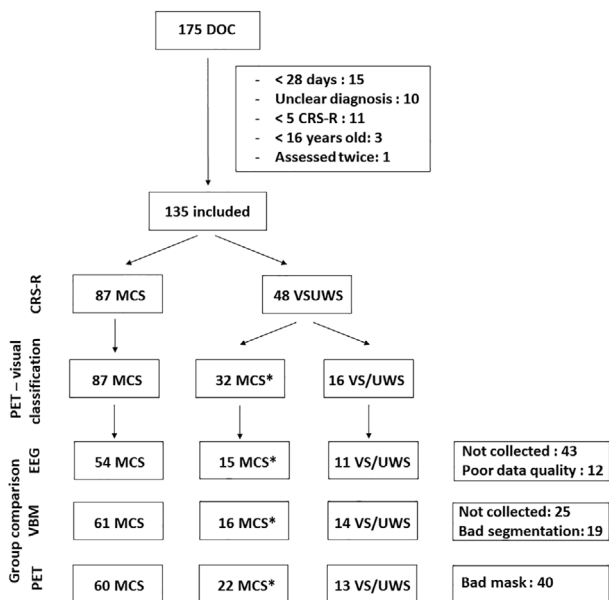 175 DOC
- < 28 days : 15
- Unclear diagnosis : 10
- < 5 CRS-R : 11
- < 16 years old: 3
- Assessed twice: 1
135 included
CRS-R
87 MCS
48 VSUWS
PET – visual
classification
87 MCS
32 MCS*
16 VS/UWS
Group comparison
EEG
54 MCS
15 MCS*
11 VS/UWS
Not collected : 43
Poor data quality : 12
VBM
61 MCS
16 MCS*
14 VS/UWS
Not collected: 25
Bad segmentation: 19
PET
60 MCS
22 MCS*
13 VS/UWS
Bad mask : 40